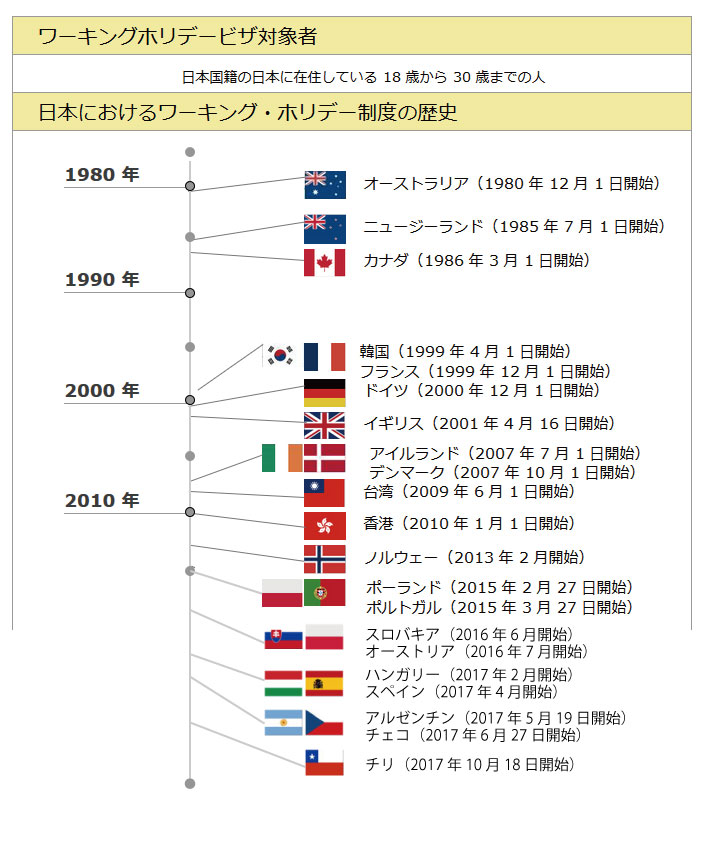 ワーキングホリデービザ対象者
日本国籍の日本に在住している 18 歳から 30 歳までの人
日本におけるワーキング・ホリデー制度の歴史
1980 年
オーストラリア（1980 年 12 月 1 日開始）
ニュージーランド（1985 年 7 月 1 日開始）
カナダ（1986 年 3 月 1 日開始）
1990 年
韓国（1999 年 4 月 1 日開始）
フランス（1999 年 12 月 1 日開始）
2000 年
ドイツ（2000 年 12 月 1 日開始）
イギリス（2001 年 4 月 16 日開始）
アイルランド（2007 年 7 月 1 日開始）
デンマーク（2007 年 10 月 1 日開始）
台湾（2009 年 6 月 1 日開始）
2010 年
香港（2010 年 1 月 1 日開始）
ノルウェー（2013 年 2 月開始）
ポーランド（2015 年 2 月 27 日開始）
ポルトガル（2015 年 3 月 27 日開始）
スロバキア（2016 年 6 月開始）
オーストリア（2016 年 7 月開始）
ハンガリー（2017 年 2 月開始）
スペイン（2017 年 4 月開始）
アルゼンチン（2017 年 5 月 19 日開始）
チェコ（2017 年 6 月 27 日開始）
チリ（2017 年 10 月 18 日開始）